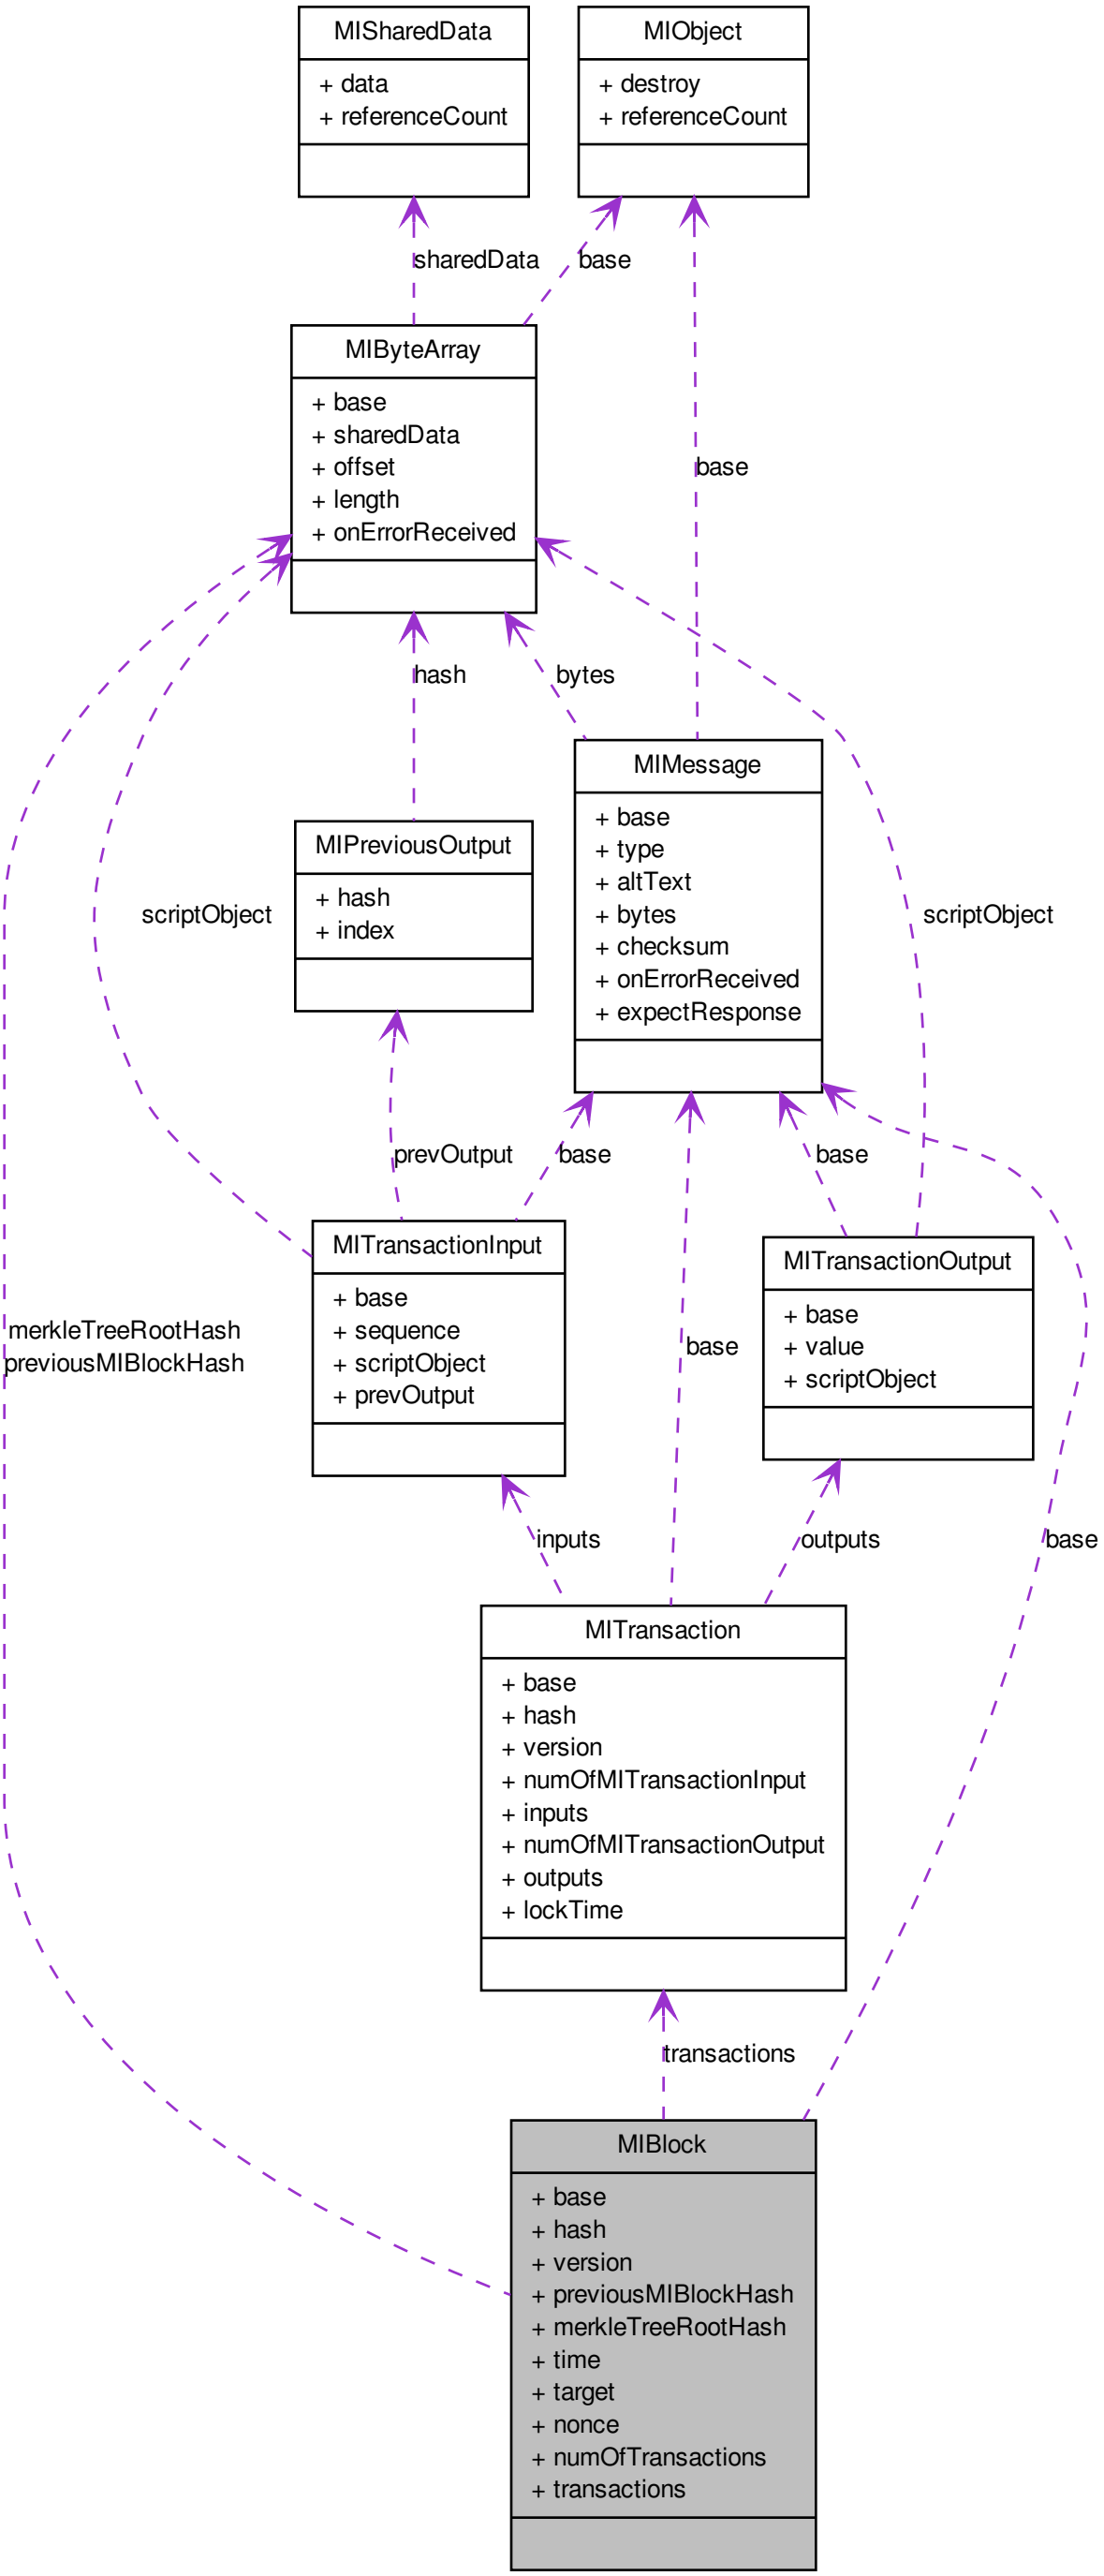 MISharedData
+ data
+ referenceCount
MIObject
+ destroy
+ referenceCount
sharedData
base
MIByteArray
+ base
+ sharedData
+ offset
+ length
+ onErrorReceived
base
hash
bytes
MIMessage
+ base
+ type
+ altText
+ bytes
+ checksum
+ onErrorReceived
+ expectResponse
MIPreviousOutput
+ hash
+ index
scriptObject
scriptObject
prevOutput
base
base
MITransactionInput
+ base
+ sequence
+ scriptObject
+ prevOutput
MITransactionOutput
+ base
+ value
+ scriptObject
merkleTreeRootHash
previousMIBlockHash
base
inputs
outputs
base
MITransaction
+ base
+ hash
+ version
+ numOfMITransactionInput
+ inputs
+ numOfMITransactionOutput
+ outputs
+ lockTime
transactions
MIBlock
+ base
+ hash
+ version
+ previousMIBlockHash
+ merkleTreeRootHash
+ time
+ target
+ nonce
+ numOfTransactions
+ transactions